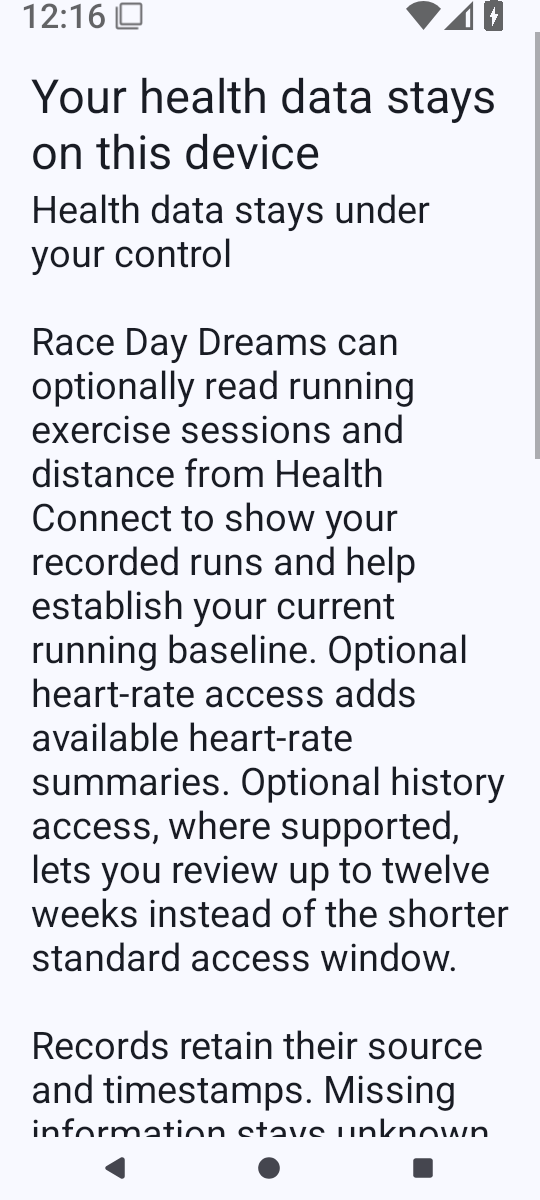 12:16
Your health data stays
on this device
Health data stays under
your control
Race Day Dreams can
optionally read running
exercise sessions and
distance from Health
Connect to show your
recorded runs and help
establish your current
running baseline. Optional
heart-rate access adds
available heart-rate
summaries. Optional history
access, where supported,
lets you review up to twelve
weeks instead of the shorter
standard access window.
Records retain their source
and timestamps. Missing
information stays unknown